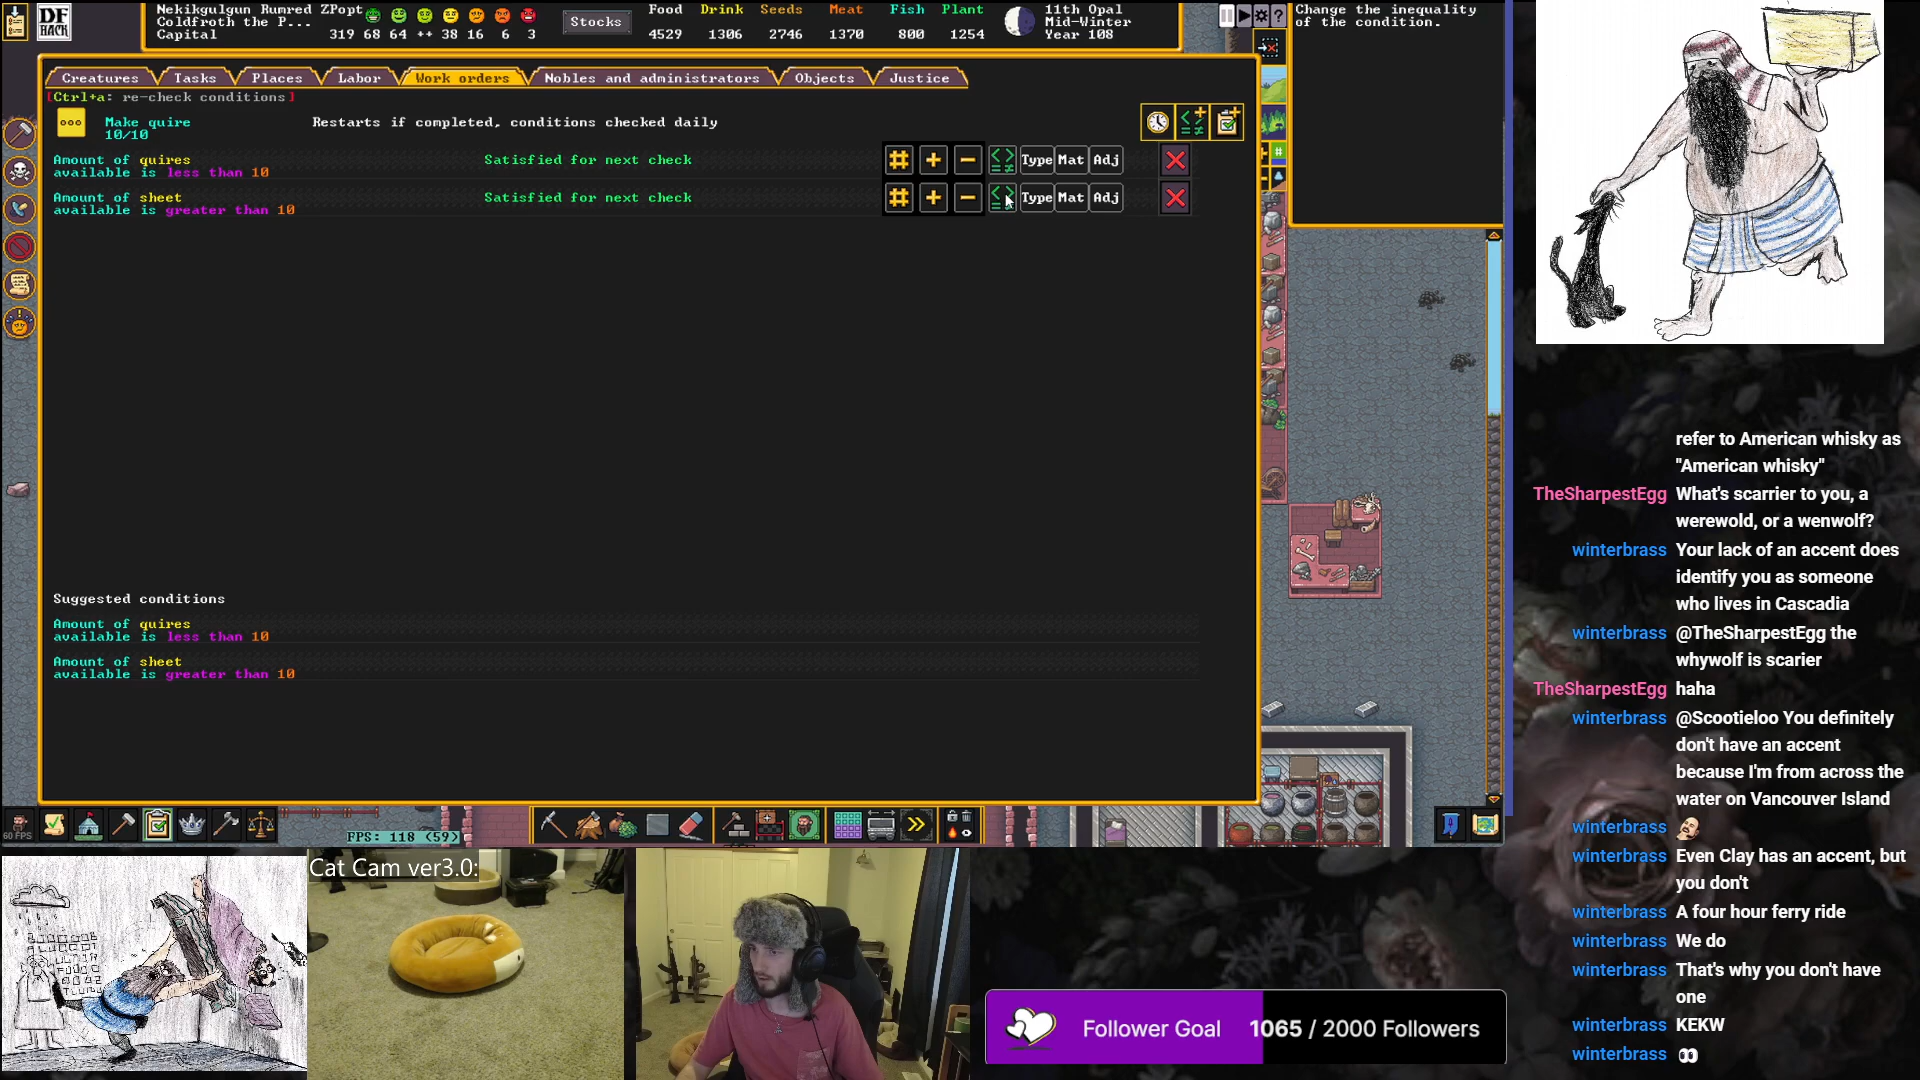 DF
HACK
Nekikgulgun Rumred
Coldfroth the P...
Capital
ZPopt
319 68 64 ++ 38 16 6 3
Stocks
Food Drink Seeds Meat Fish Plant
4529 1306 2746 1370 800 1254
11th Opal
Mid-Winter
Year 108
?
Change the inequality
of the condition.
Creatures Tasks Places Labor Work orders Nobles and administrators Objects Justice
[Ctrl+a: re-check conditions]
Make quire
10/10
Restarts if completed, conditions checked daily
Amount of quires
available is less than 10
Satisfied for next check
Type Mat Adj
Amount of sheet
available is greater than 10
Satisfied for next check
Type Mat Adj
Suggested conditions
Amount of quires
available is less than 10
Amount of sheet
available is greater than 10
60 FPS
FPS: 118 (59)
Cat Cam ver3.0:
Follower Goal 1065 / 2000 Followers
refer to American whisky as
"American whisky"
TheSharpestEgg What's scarrier to you, a
werewold, or a wenwolf?
winterbrass Your lack of an accent does
identify you as someone
who lives in Cascadia
winterbrass @TheSharpestEgg the
whywolf is scarier
TheSharpestEgg haha
winterbrass @Scootieloo You definitely
don't have an accent
because I'm from across the
water on Vancouver Island
winterbrass
winterbrass Even Clay has an accent, but
you don't
winterbrass A four hour ferry ride
winterbrass We do
winterbrass That's why you don't have
one
winterbrass KEKW
winterbrass